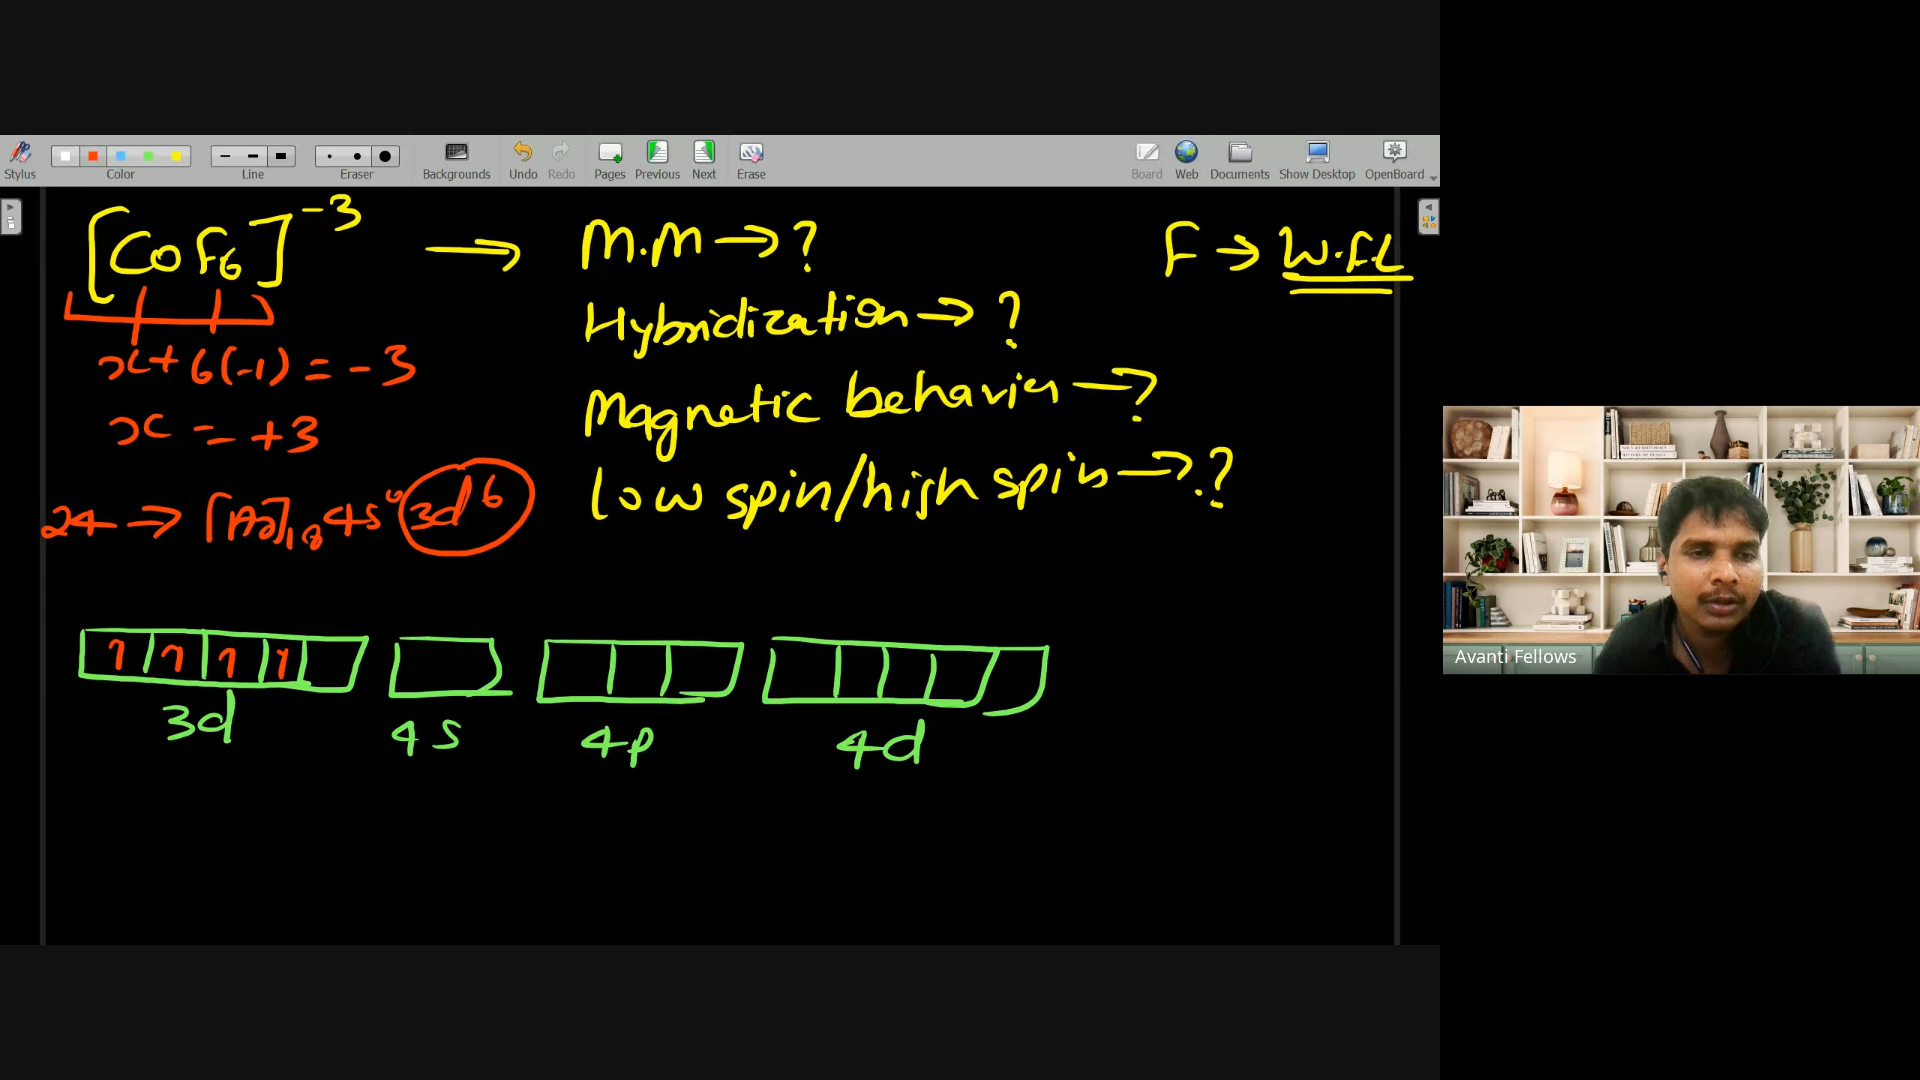 Stylus Color Line Eraser Backgrounds Undo Redo Pages Previous Next Erase Board Web Documents Show Desktop OpenBoard
[CoF6]⁻³ → M.M → ? F → W.F.L
Hybridization → ?
x + 6(-1) = -3
Magnetic behavior → ?
x = +3
Low spin/high spin → ?
24 → [Ar]18 4s⁰ 3d⁶
1 1 1 1
3d 4s 4p 4d
Avanti Fellows